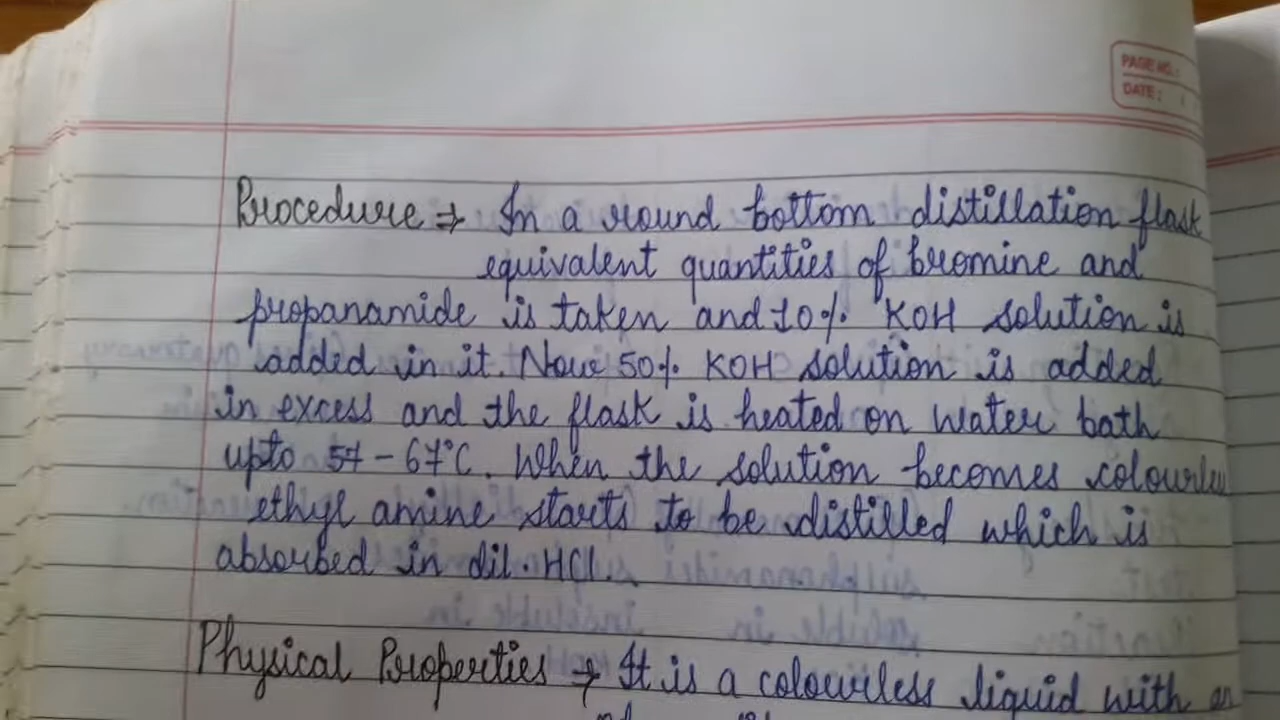 PAGE NO.:
DATE:
Procedure ⇒ In a round bottom distillation flask
equivalent quantities of bromine and
propanamide is taken and 10% KOH solution is
added in it. Now 50% KOH solution is added
in excess and the flask is heated on water bath
upto 57-67°C. When the solution becomes colourless
ethyl amine starts to be distilled which is
absorbed in dil. HCl.
Physical Properties ⇒ It is a colourless liquid with an